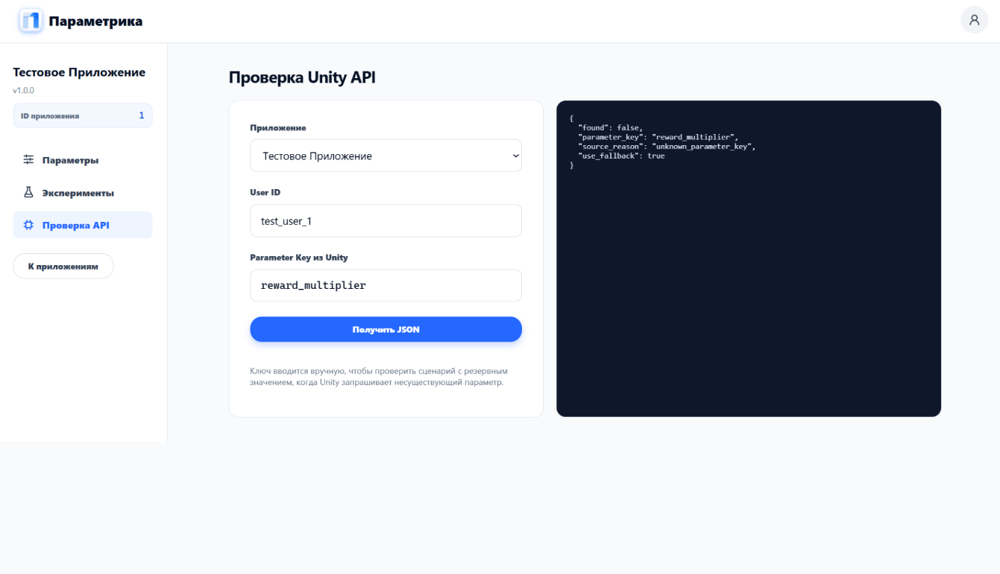 Параметрика
Тестовое Приложение
v1.0.0
ID приложения 1
Параметры
Эксперименты
Проверка API
К приложениям
Проверка Unity API
Приложение
Тестовое Приложение
User ID
test_user_1
Parameter Key из Unity
reward_multiplier
Получить JSON
Ключ вводится вручную, чтобы проверить сценарий с резервным
значением, когда Unity запрашивает несуществующий параметр.
{
  "found": false,
  "parameter_key": "reward_multiplier",
  "source_reason": "unknown_parameter_key",
  "use_fallback": true
}